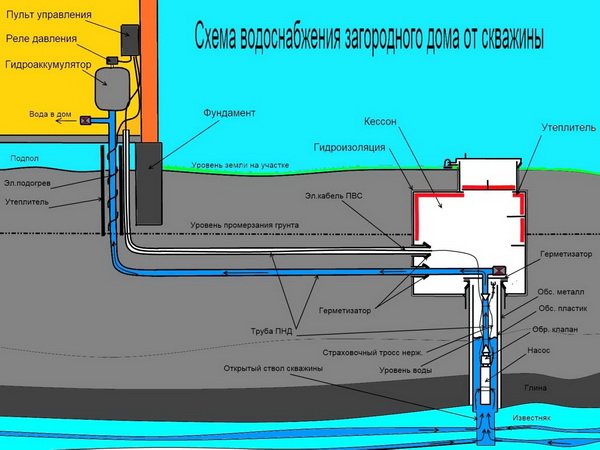 Схема водоснабжения загородного дома от скважины
Пульт управления
Реле давления
Гидроаккумулятор
Вода в дом
Фундамент
Кессон
Утеплитель
Гидроизоляция
Подпол
Уровень земли на участке
Эл.подогрев
Утеплитель
Эл.кабель ПВС
Уровень промерзания грунта
Герметизатор
Обс. металл
Герметизатор
Обс. пластик
Труба ПНД
Обр. клапан
Страховочный тросс нерж.
Насос
Уровень воды
Открытый ствол скважины
Глина
Известняк